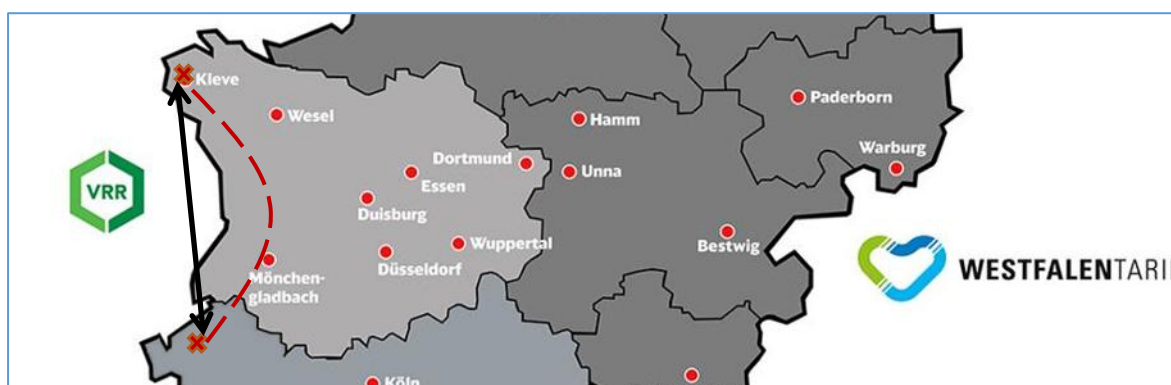 Kleve
Wesel
Hamm
Paderborn
Dortmund
Warburg
Unna
Essen
VRR
Duisburg
Wuppertal
Bestwig
Düsseldorf
Mönchen-
gladbach
WESTFALENTARI
Köln